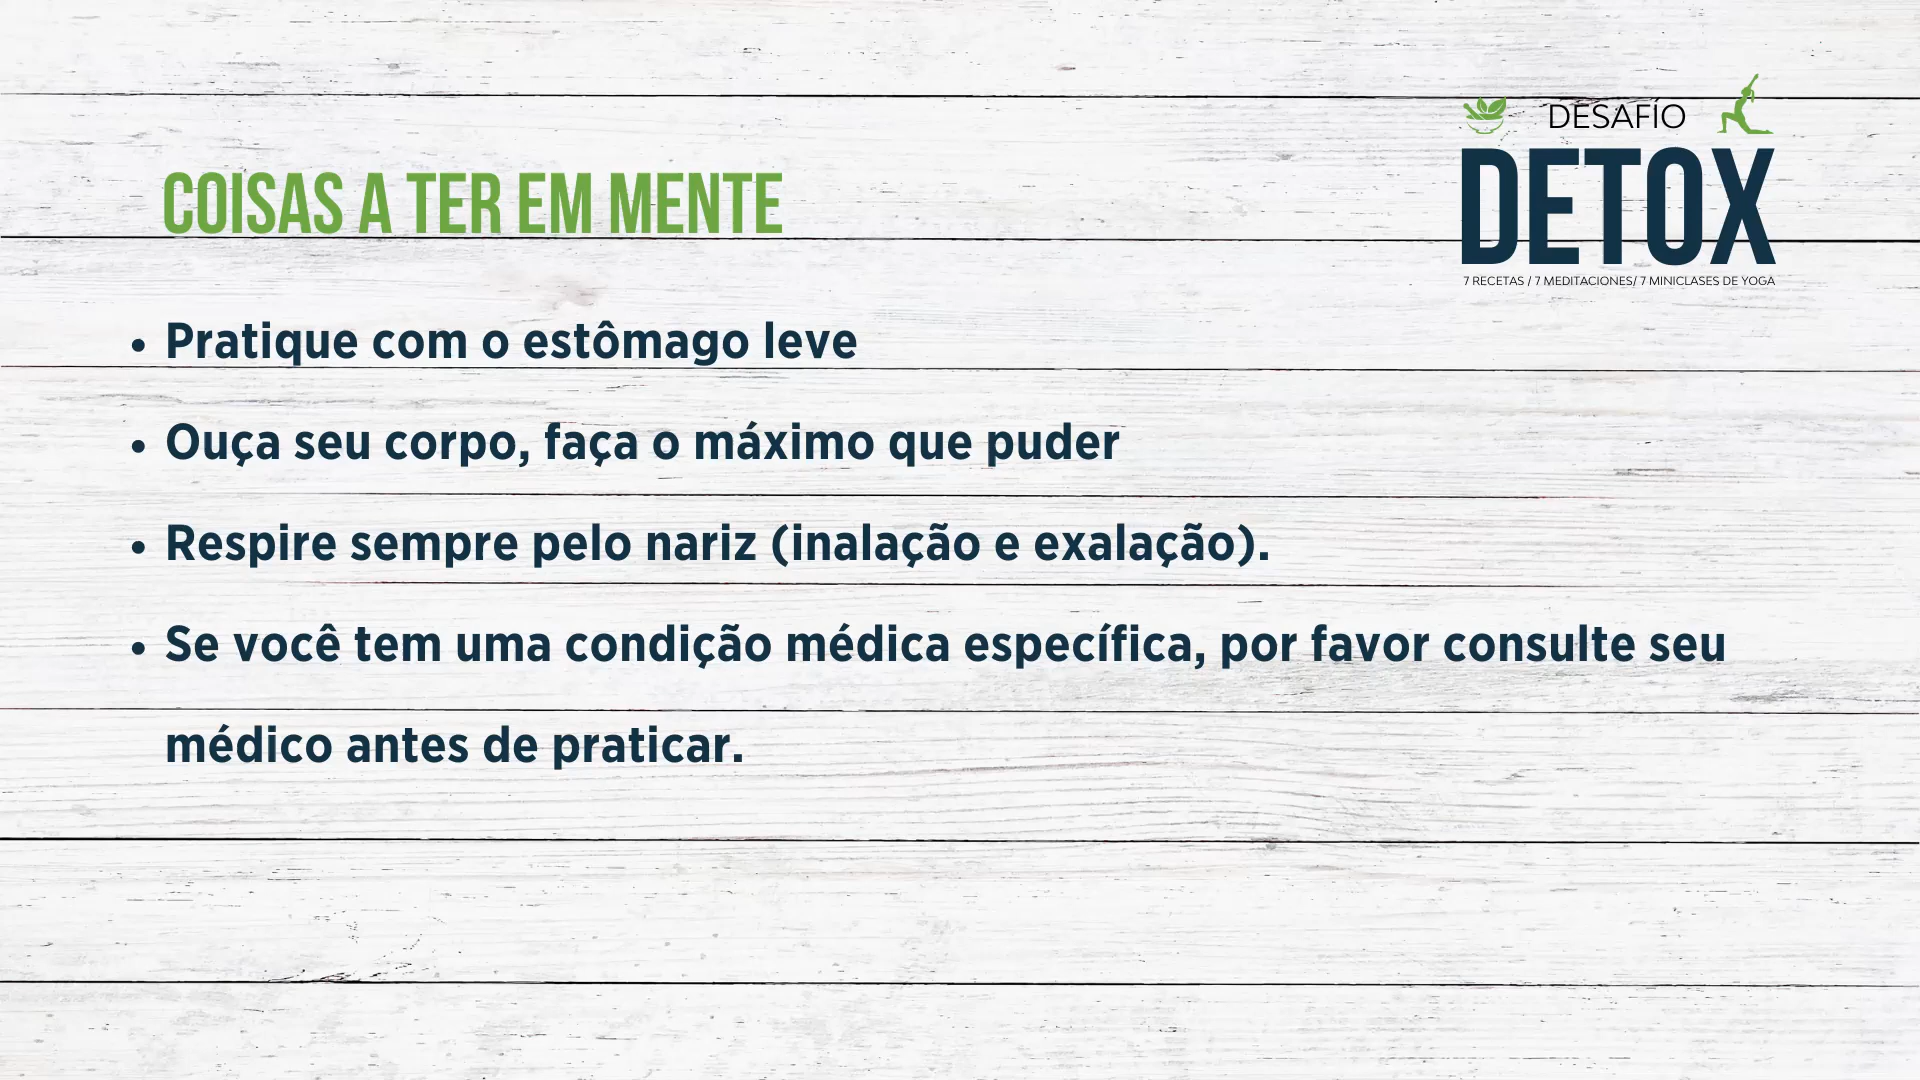 DESAFÍO
DETOX
7 RECETAS / 7 MEDITACIONES/ 7 MINICLASES DE YOGA
COISAS A TER EM MENTE
• Pratique com o estômago leve
• Ouça seu corpo, faça o máximo que puder
• Respire sempre pelo nariz (inalação e exalação).
• Se você tem uma condição médica específica, por favor consulte seu
médico antes de praticar.